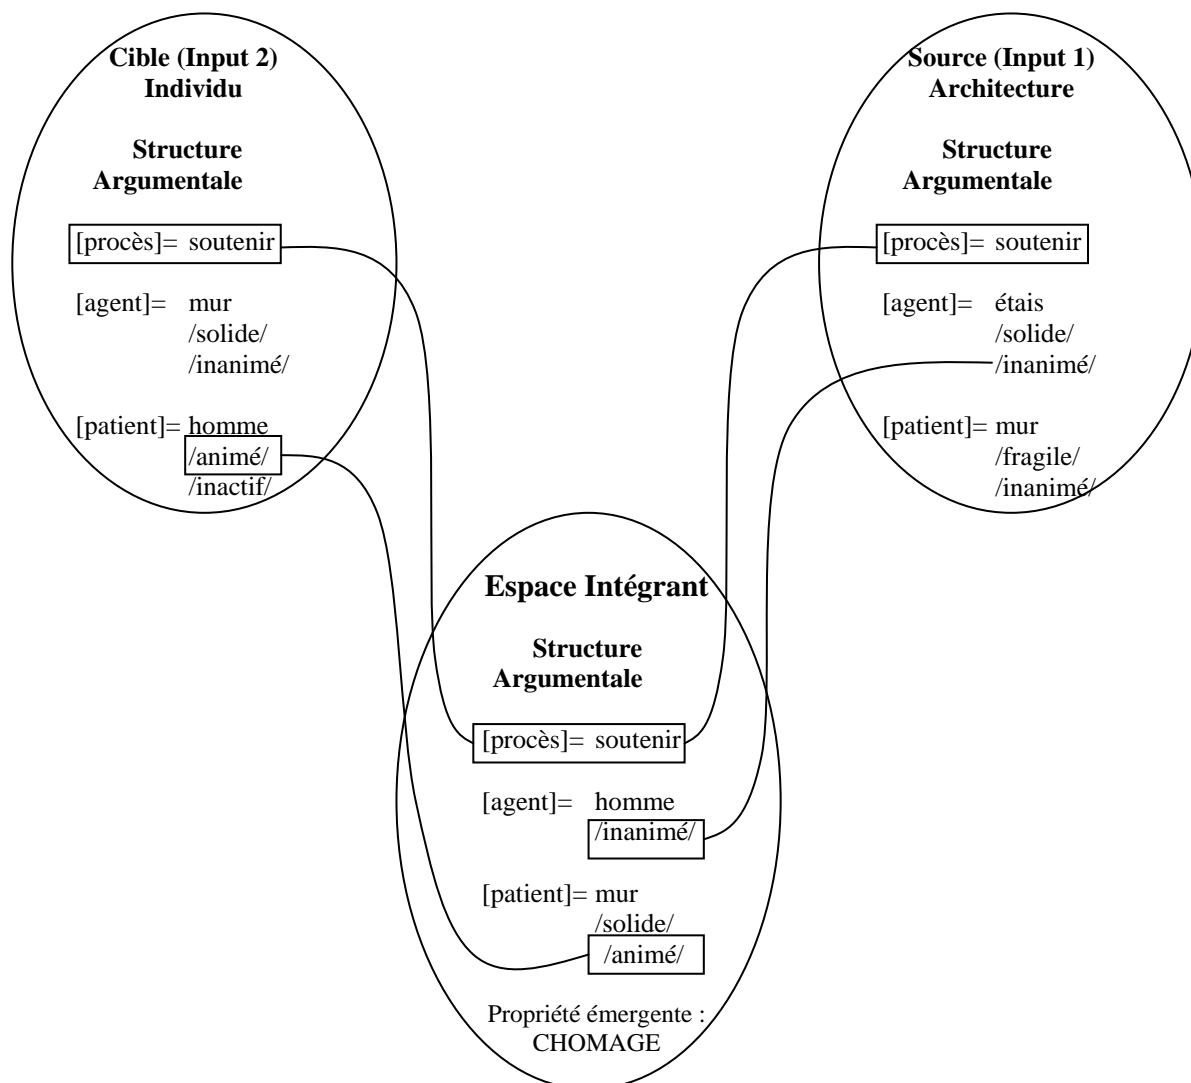 Cible (Input 2)
Individu
Structure
Argumentale
[procès]= soutenir
[agent]= mur
/solide/
/inanimé/
[patient]= homme
/animé/
/inactif/
Source (Input 1)
Architecture
Structure
Argumentale
[procès]= soutenir
[agent]= étais
/solide/
/inanimé/
[patient]= mur
/fragile/
/inanimé/
Espace Intégrant
Structure
Argumentale
[procès]= soutenir
[agent]= homme
/inanimé/
[patient]= mur
/solide/
/animé/
Propriété émergente :
CHOMAGE